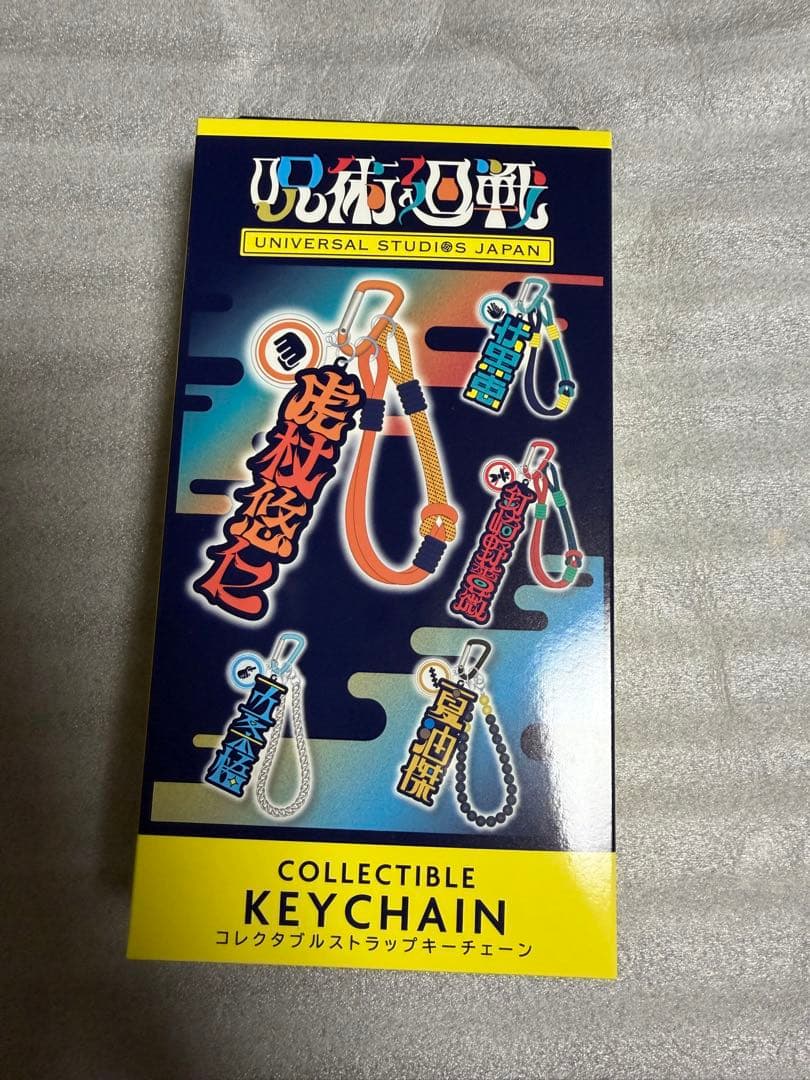 呪術廻戦
UNIVERSAL STUDIOS JAPAN
虎杖悠仁
伏黒恵
釘崎野薔薇
五条悟
夏油傑
COLLECTIBLE
KEYCHAIN
コレクタブルストラップキーチェーン